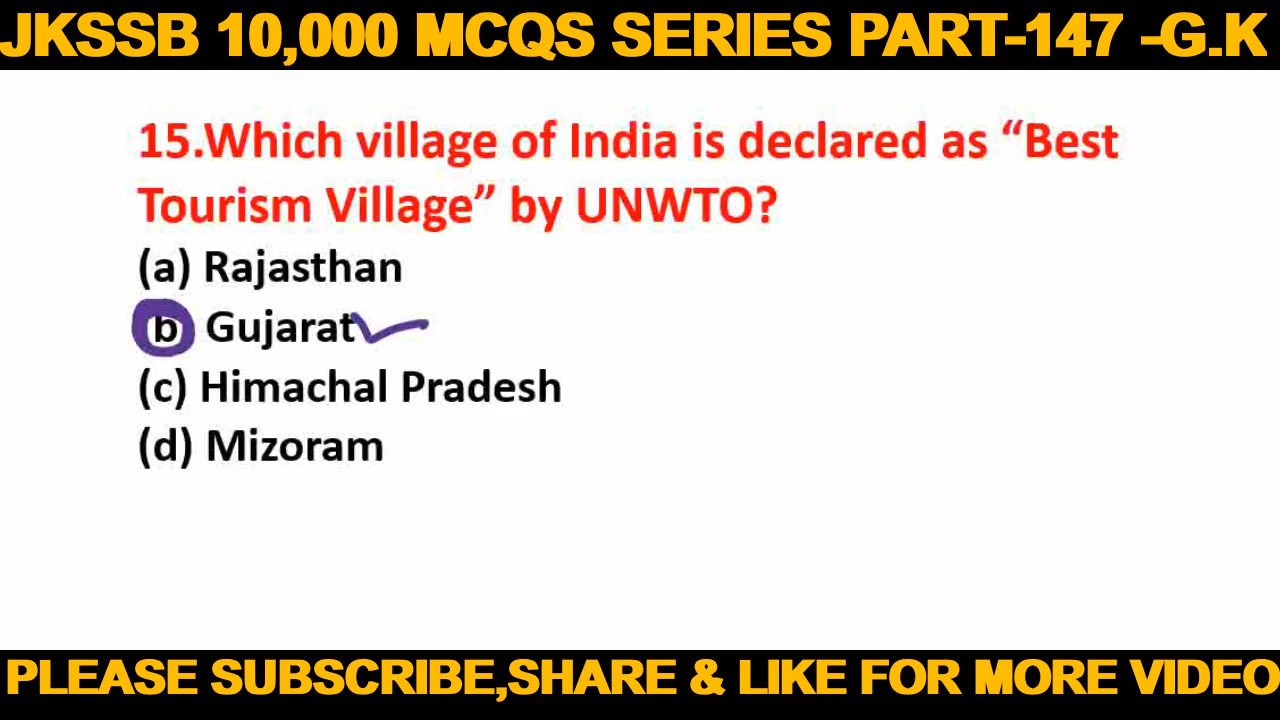 JKSSB 10,000 MCQS SERIES PART-147 -G.K
15.Which village of India is declared as “Best
Tourism Village” by UNWTO?
(a) Rajasthan
b Gujarat
(c) Himachal Pradesh
(d) Mizoram
PLEASE SUBSCRIBE,SHARE & LIKE FOR MORE VIDEO